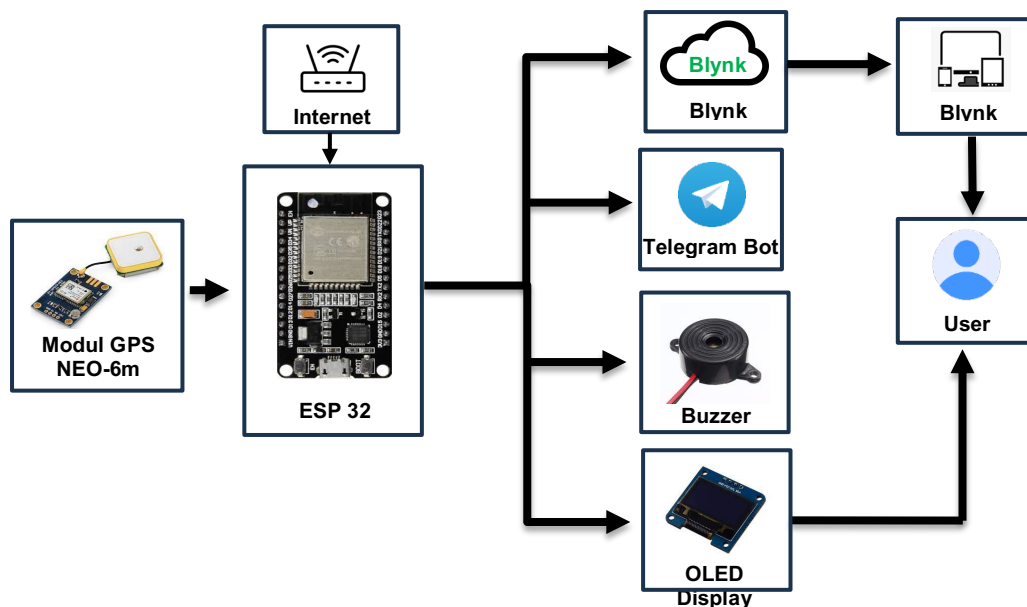 Internet
Modul GPS
NEO-6m
ESP 32
Blynk
Blynk
Telegram Bot
Buzzer
OLED
Display
Blynk
User